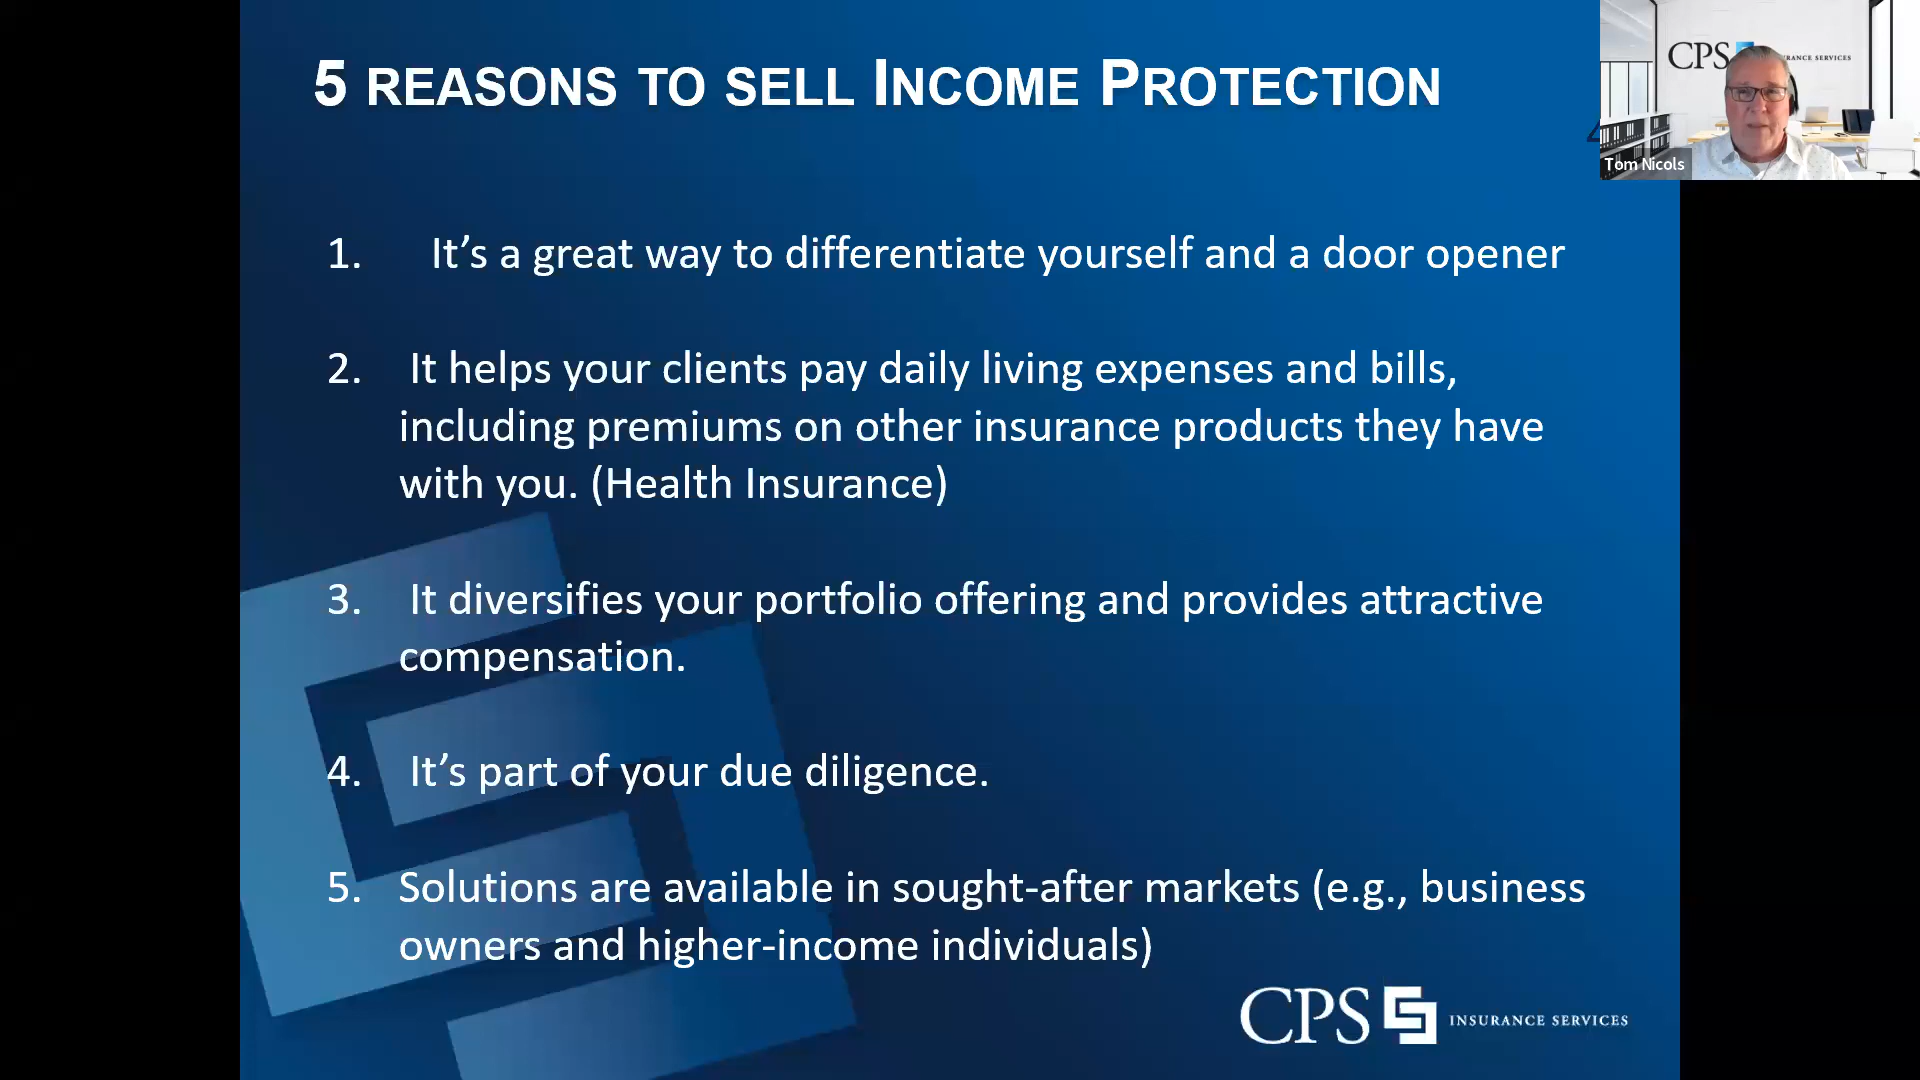 5 REASONS TO SELL INCOME PROTECTION
CPS
RANCE SERVICES
Tom Nicols
1. It’s a great way to differentiate yourself and a door opener
2. It helps your clients pay daily living expenses and bills,
including premiums on other insurance products they have
with you. (Health Insurance)
3. It diversifies your portfolio offering and provides attractive
compensation.
4. It’s part of your due diligence.
5. Solutions are available in sought-after markets (e.g., business
owners and higher-income individuals)
CPS INSURANCE SERVICES